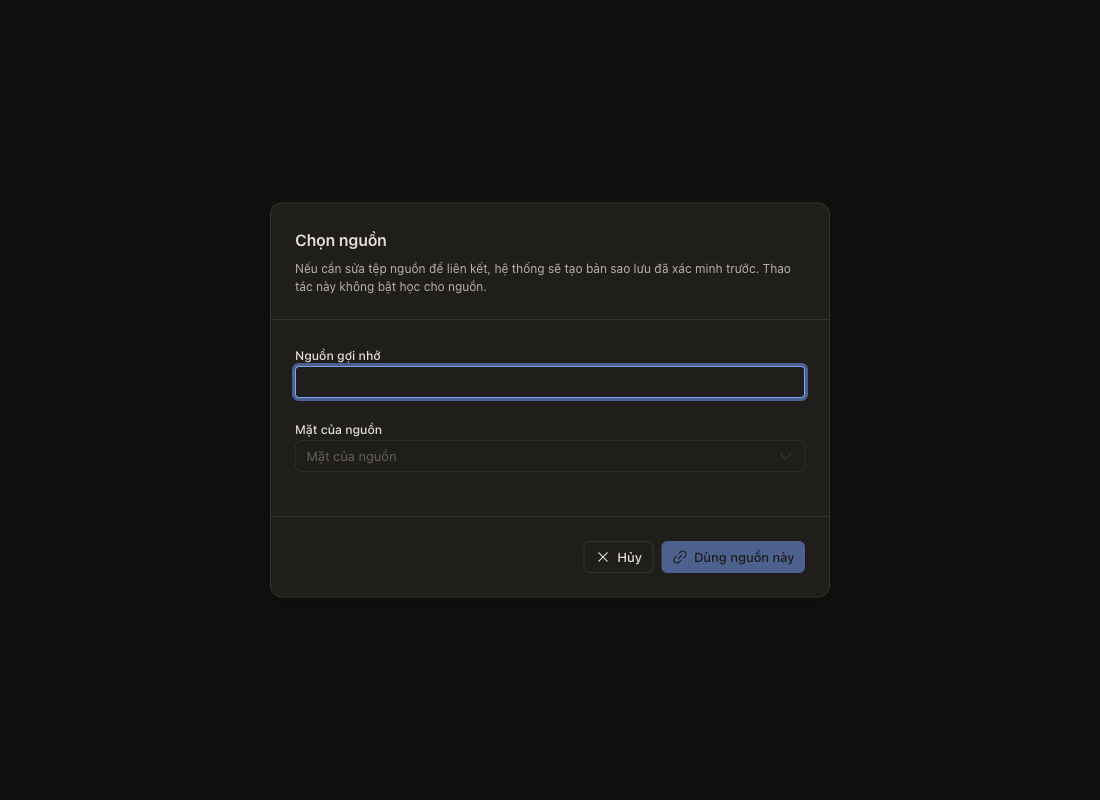 Chọn nguồn
Nếu cần sửa tệp nguồn để liên kết, hệ thống sẽ tạo bản sao lưu đã xác minh trước. Thao
tác này không bật học cho nguồn.
Nguồn gợi nhớ
Mặt của nguồn
Mặt của nguồn
Hủy
Dùng nguồn này